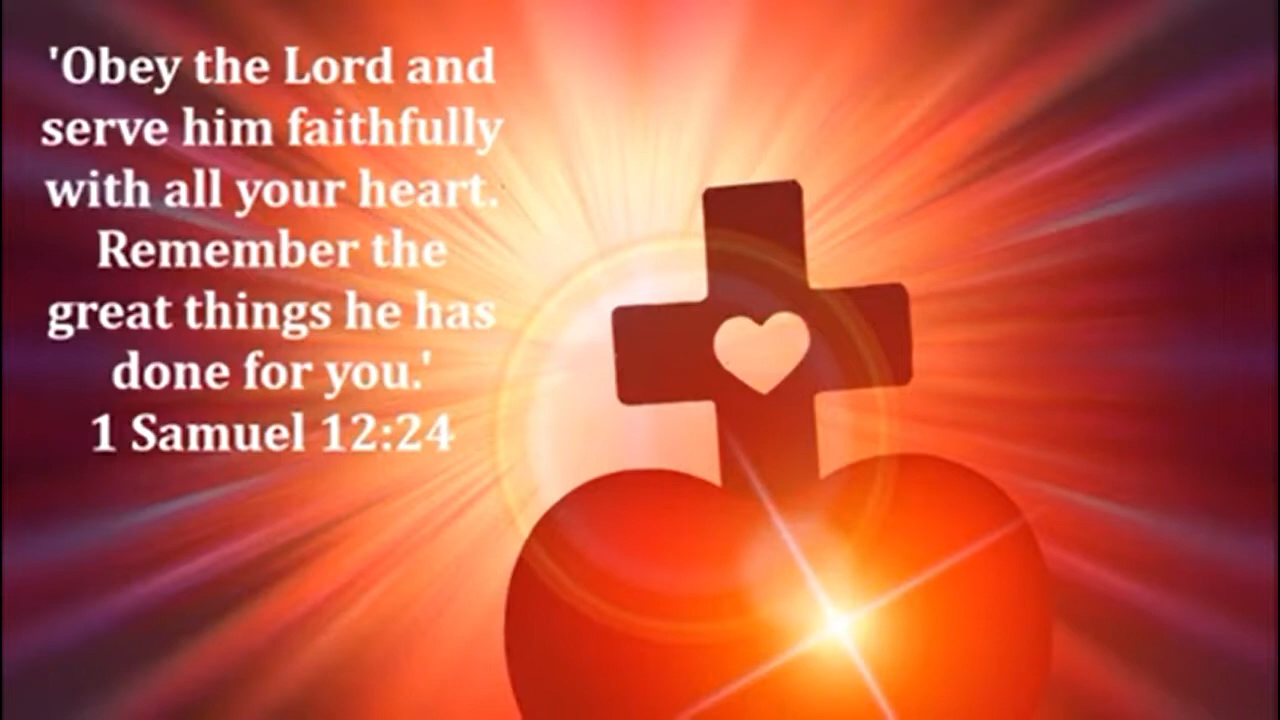 'Obey the Lord and
serve him faithfully
with all your heart.
Remember the
great things he has
done for you.'
1 Samuel 12:24